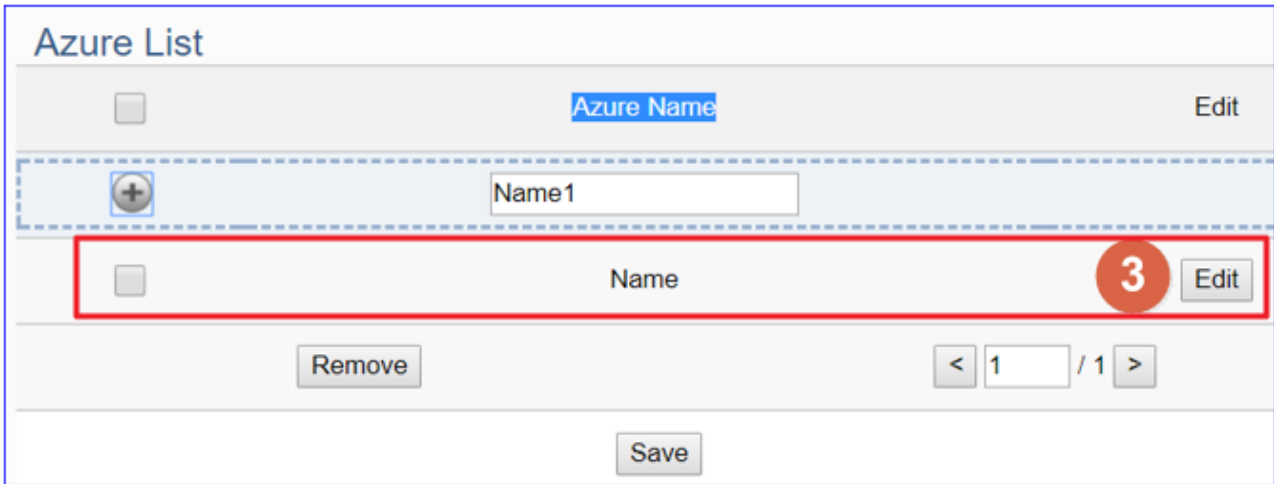 Azure List
Azure Name Edit
+ Name1
Name 3 Edit
Remove < 1 / 1 >
Save